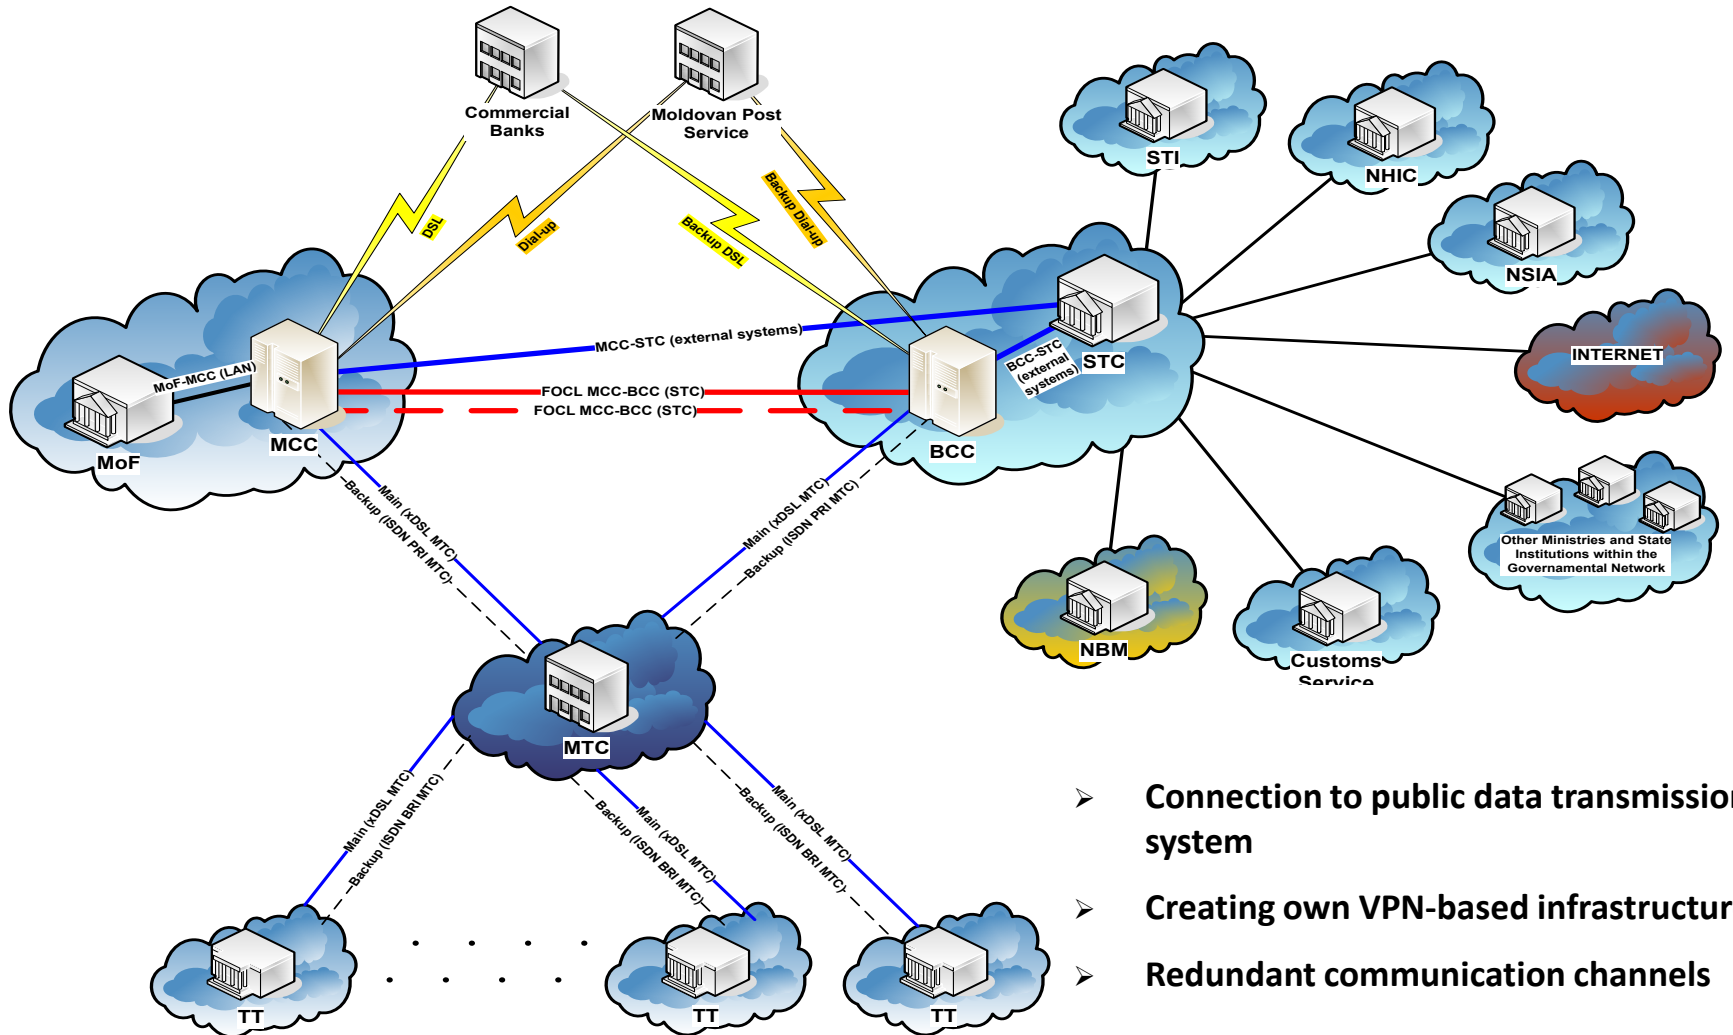 Commercial
Banks
Moldovan Post
Service
STI
NHIC
NSIA
INTERNET
DSL
Dial-up
Backup DSL
Backup Dial-up
MCC-STC (external systems)
BCC-STC
(external
systems)
STC
MoF-MCC (LAN)
FOCL MCC-BCC (STC)
FOCL MCC-BCC (STC)
MoF
MCC
BCC
Main (xDSL MTC)
Backup (ISDN PRI MTC)
Main (xDSL MTC)
Backup (ISDN PRI MTC)
Other Ministries and State
Institutions within the
Governamental Network
NBM
Customs
Service
MTC
Main (xDSL MTC)
Backup (ISDN BRI MTC)
Main (xDSL MTC)
Backup (ISDN BRI MTC)
Main (xDSL MTC)
Backup (ISDN BRI MTC)
TT
TT
TT
➢ Connection to public data transmission
system
➢ Creating own VPN-based infrastructur
➢ Redundant communication channels